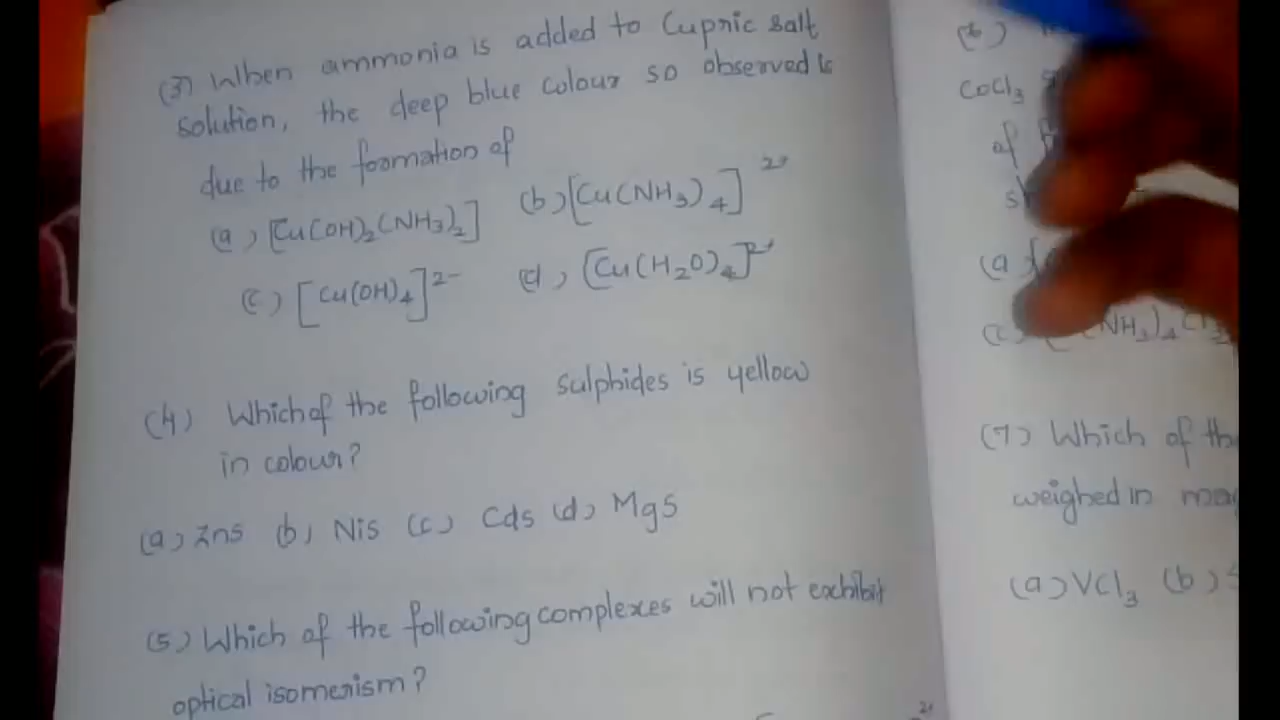 (3) When ammonia is added to Cupric salt
solution, the deep blue colour so observed is
due to the formation of
(a) [Cu(OH)2(NH3)2] (b) [Cu(NH3)4]2+
(c) [Cu(OH)4]2- (d) [Cu(H2O)4]2+
(4) Which of the following sulphides is yellow
in colour?
(a) ZnS (b) NiS (c) CdS (d) MgS
(5) Which of the following complexes will not exhibit
optical isomerism?
(6)
CoCl3
of
(a)
(c)
(7) Which of
weighed in
(a) VCl3 (b)